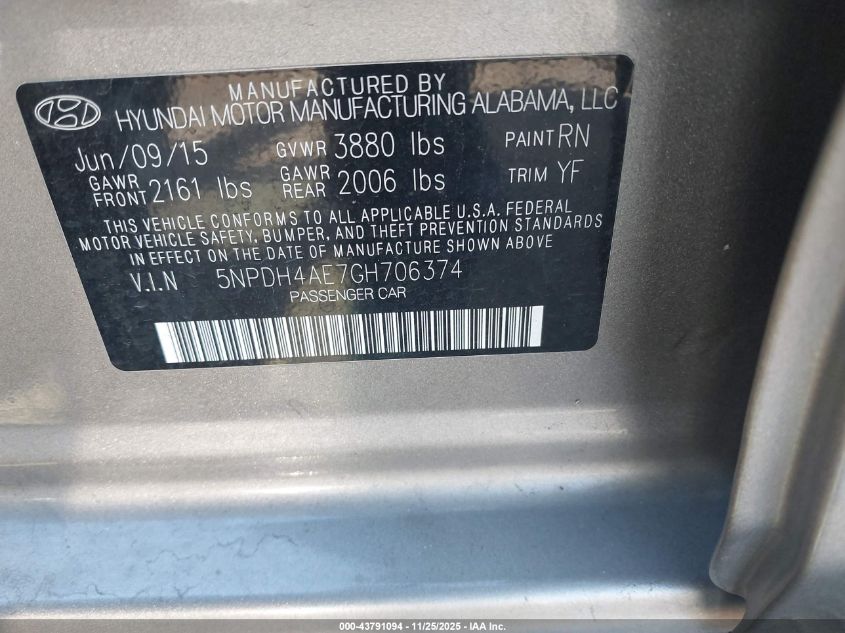 MANUFACTURED BY
HYUNDAI MOTOR MANUFACTURING ALABAMA, LLC
Jun/09/15 GVWR 3880 lbs PAINT RN
GAWR FRONT 2161 lbs GAWR REAR 2006 lbs TRIM YF
THIS VEHICLE CONFORMS TO ALL APPLICABLE U.S.A. FEDERAL
MOTOR VEHICLE SAFETY, BUMPER, AND THEFT PREVENTION STANDARDS
IN EFFECT ON THE DATE OF MANUFACTURE SHOWN ABOVE
V.I.N 5NPDH4AE7GH706374
PASSENGER CAR
000-43791094 - 11/25/2025 - IAA Inc.